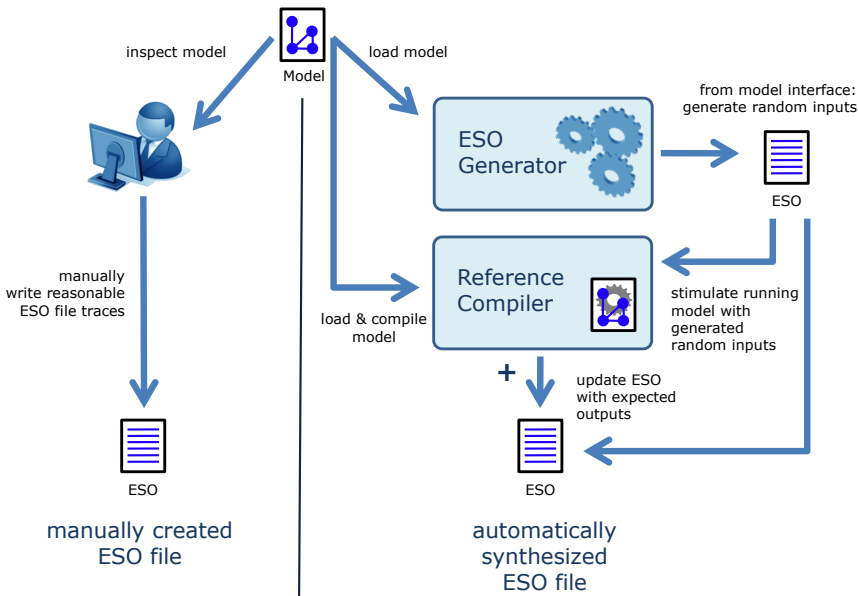 inspect model
load model
Model
from model interface:
generate random inputs
ESO
Generator
ESO
manually
write reasonable
ESO file traces
Reference
Compiler
load & compile
model
stimulate running
model with
generated
random inputs
+
update ESO
with expected
outputs
ESO
ESO
manually created
ESO file
automatically
synthesized
ESO file